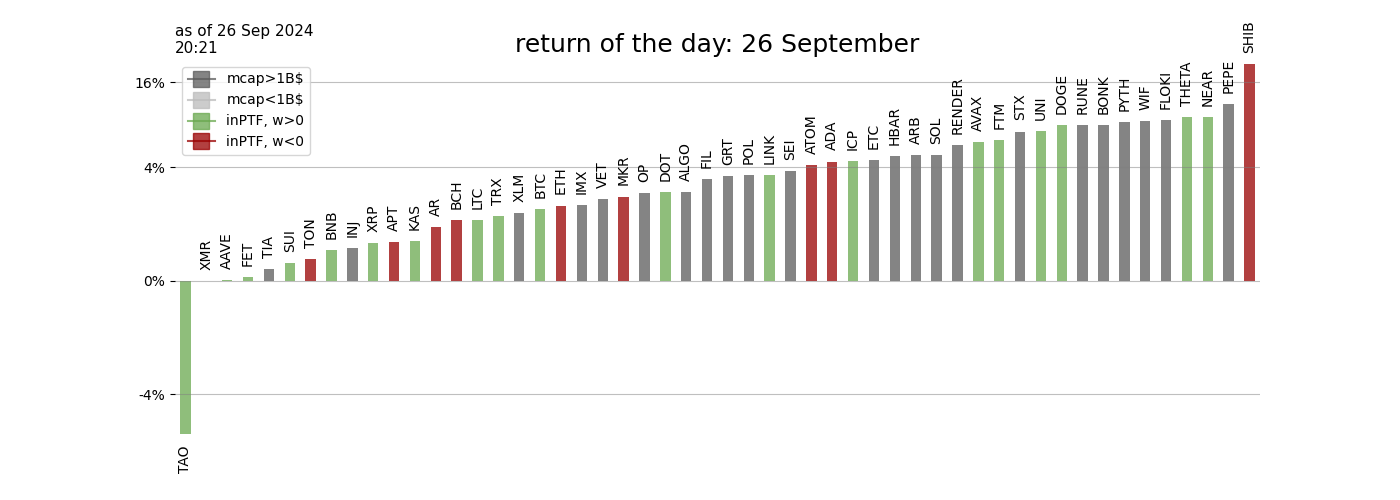 as of 26 Sep 2024
20:21
return of the day: 26 September
mcap>1B$
mcap<1B$
inPTF, w>0
inPTF, w<0
16%
4%
0%
-4%
TAO
XMR
AAVE
FET
TIA
SUI
TON
BNB
INJ
XRP
APT
KAS
AR
BCH
LTC
TRX
XLM
BTC
ETH
IMX
VET
MKR
OP
DOT
ALGO
FIL
GRT
POL
LINK
SEI
ATOM
ADA
ICP
ETC
HBAR
ARB
SOL
RENDER
AVAX
FTM
STX
UNI
DOGE
RUNE
BONK
PYTH
WIF
FLOKI
THETA
NEAR
PEPE
SHIB